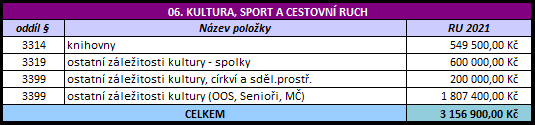 06. KULTURA, SPORT A CESTOVNÍ RUCH
oddíl § Název položky RU 2021
3314 knihovny 549 500,00 Kč
3319 ostatní záležitosti kultury - spolky 600 000,00 Kč
3399 ostatní záležitosti kultury, církví a sděl.prostř. 200 000,00 Kč
3399 ostatní záležitosti kultury (OOS, Senioři, MČ) 1 807 400,00 Kč
CELKEM 3 156 900,00 Kč